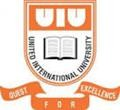 UIU
UNITED INTERNATIONAL UNIVERSITY
QUEST FOR EXCELLENCE